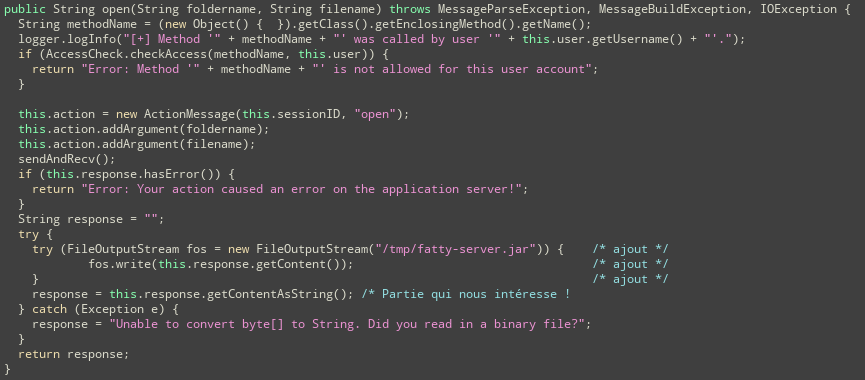 public String open(String foldername, String filename) throws MessageParseException, MessageBuildException, IOException {
  String methodName = (new Object() {  }).getClass().getEnclosingMethod().getName();
  logger.logInfo("[+] Method '" + methodName + "' was called by user '" + this.user.getUsername() + "'.");
  if (AccessCheck.checkAccess(methodName, this.user)) {
    return "Error: Method '" + methodName + "' is not allowed for this user account";
  }

  this.action = new ActionMessage(this.sessionID, "open");
  this.action.addArgument(foldername);
  this.action.addArgument(filename);
  sendAndRecv();
  if (this.response.hasError()) {
    return "Error: Your action caused an error on the application server!";
  }
  String response = "";
  try {
    try (FileOutputStream fos = new FileOutputStream("/tmp/fatty-server.jar")) {    /* ajout */
            fos.write(this.response.getContent());                                  /* ajout */
    }                                                                               /* ajout */
    response = this.response.getContentAsString(); /* Partie qui nous intéresse !
  } catch (Exception e) {
    response = "Unable to convert byte[] to String. Did you read in a binary file?";
  }
  return response;
}